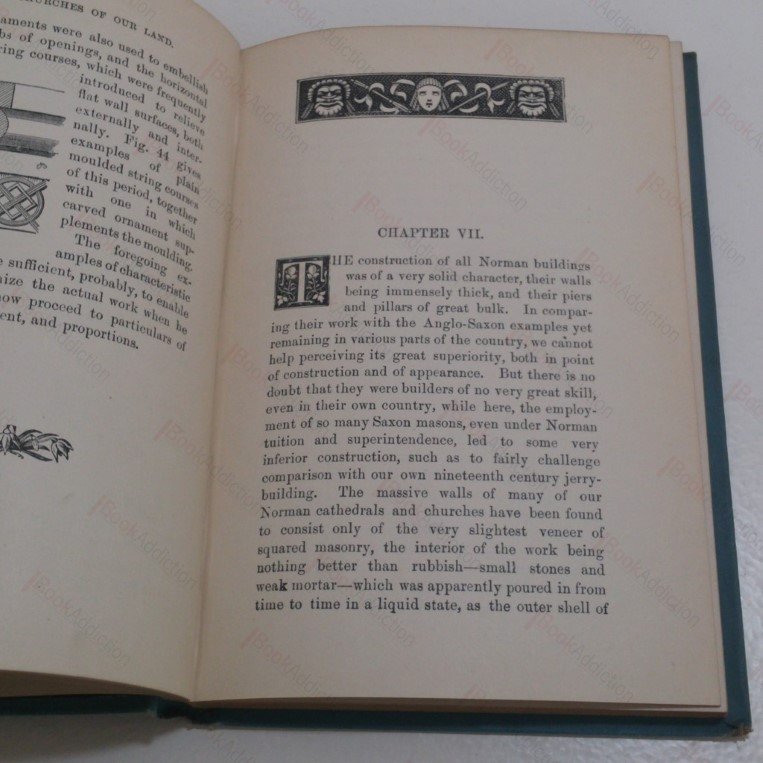 CHURCHES OF OUR LAND.
naments were also used to embellish
bs of openings, and the horizontal
ring courses, which were frequently
introduced to relieve
flat wall surfaces, both
externally and inter-
nally. Fig. 44 gives
examples of plain
moulded string courses
of this period, together
with one in which
carved ornament sup-
plements the moulding.
The foregoing ex-
amples of characteristic
e sufficient, probably, to enable
nize the actual work when he
now proceed to particulars of
ent, and proportions.
CHAPTER VII.
THE construction of all Norman buildings
was of a very solid character, their walls
being immensely thick, and their piers
and pillars of great bulk. In compar-
ing their work with the Anglo-Saxon examples yet
remaining in various parts of the country, we cannot
help perceiving its great superiority, both in point
of construction and of appearance. But there is no
doubt that they were builders of no very great skill,
even in their own country, while here, the employ-
ment of so many Saxon masons, even under Norman
tuition and superintendence, led to some very
inferior construction, such as to fairly challenge
comparison with our own nineteenth century jerry-
building. The massive walls of many of our
Norman cathedrals and churches have been found
to consist only of the very slightest veneer of
squared masonry, the interior of the work being
nothing better than rubbish—small stones and
weak mortar—which was apparently poured in from
time to time in a liquid state, as the outer shell of
BookAddiction